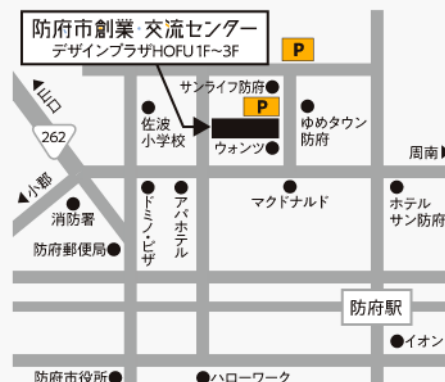 防府市創業・交流センター
デザインプラザHOFU 1F~3F
P
サンライフ防府
P
山口
262
佐波
小学校
ゆめタウン
防府
ウォンツ
周南
小郡
消防署
ドミノ・ピザ
アパホテル
マクドナルド
ホテル
サン防府
防府郵便局
防府駅
イオン
防府市役所
ハローワーク